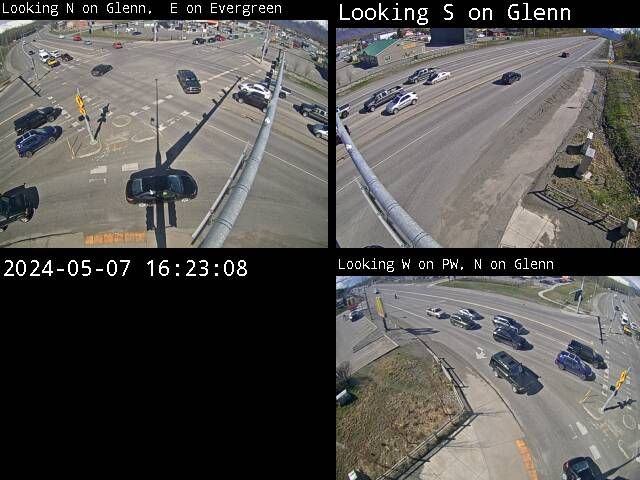 Looking N on Glenn,  E on Evergreen
Looking S on Glenn
2024-05-07 16:23:08
Looking W on PW, N on Glenn